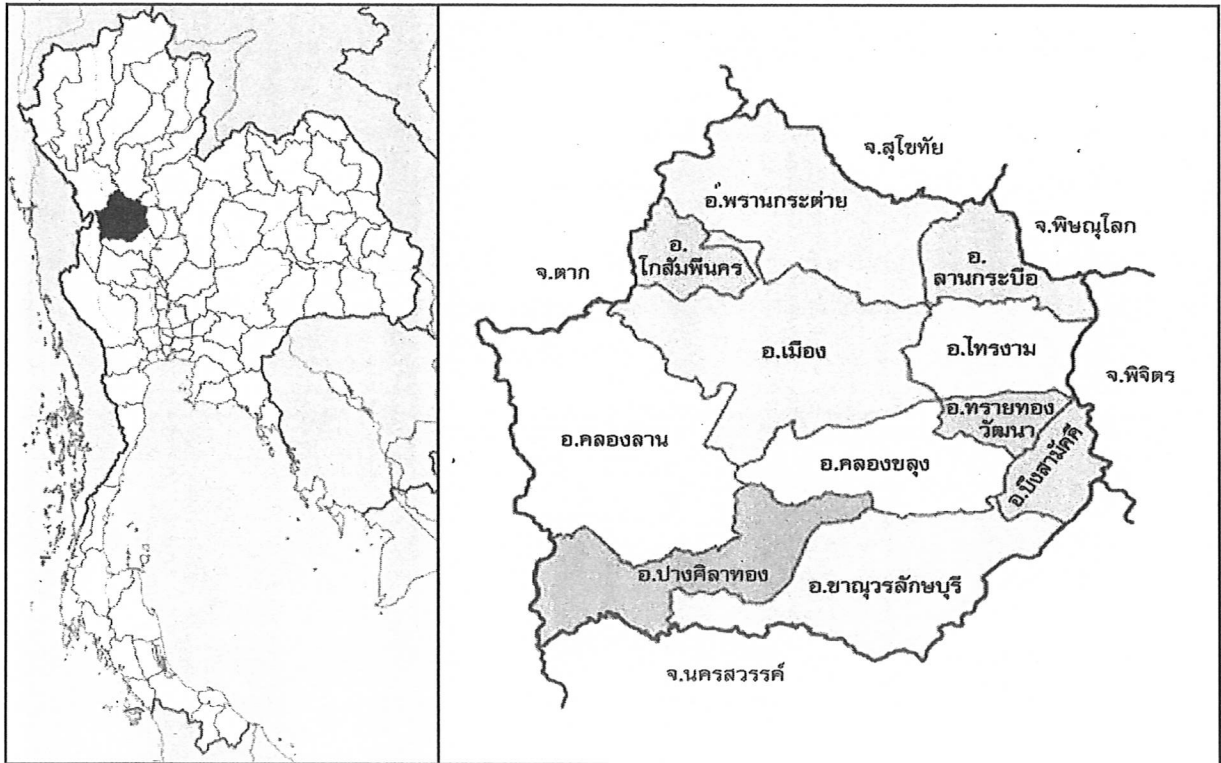 จ.สุโขทัย
อ.พรานกระต่าย
จ.พิษณุโลก
อ.
โกสัมพีนคร
จ.ตาก
อ.
ลานกระบือ
อ.เมือง
อ.ไทรงาม
จ.พิจิตร
อ.ทรายทอง
วัฒนา
อ.คลองลาน
อ.คลองขลุง
อ.บึงสามัคคี
อ.ปางศิลาทอง
อ.ขาณุวรลักษบุรี
จ.นครสวรรค์